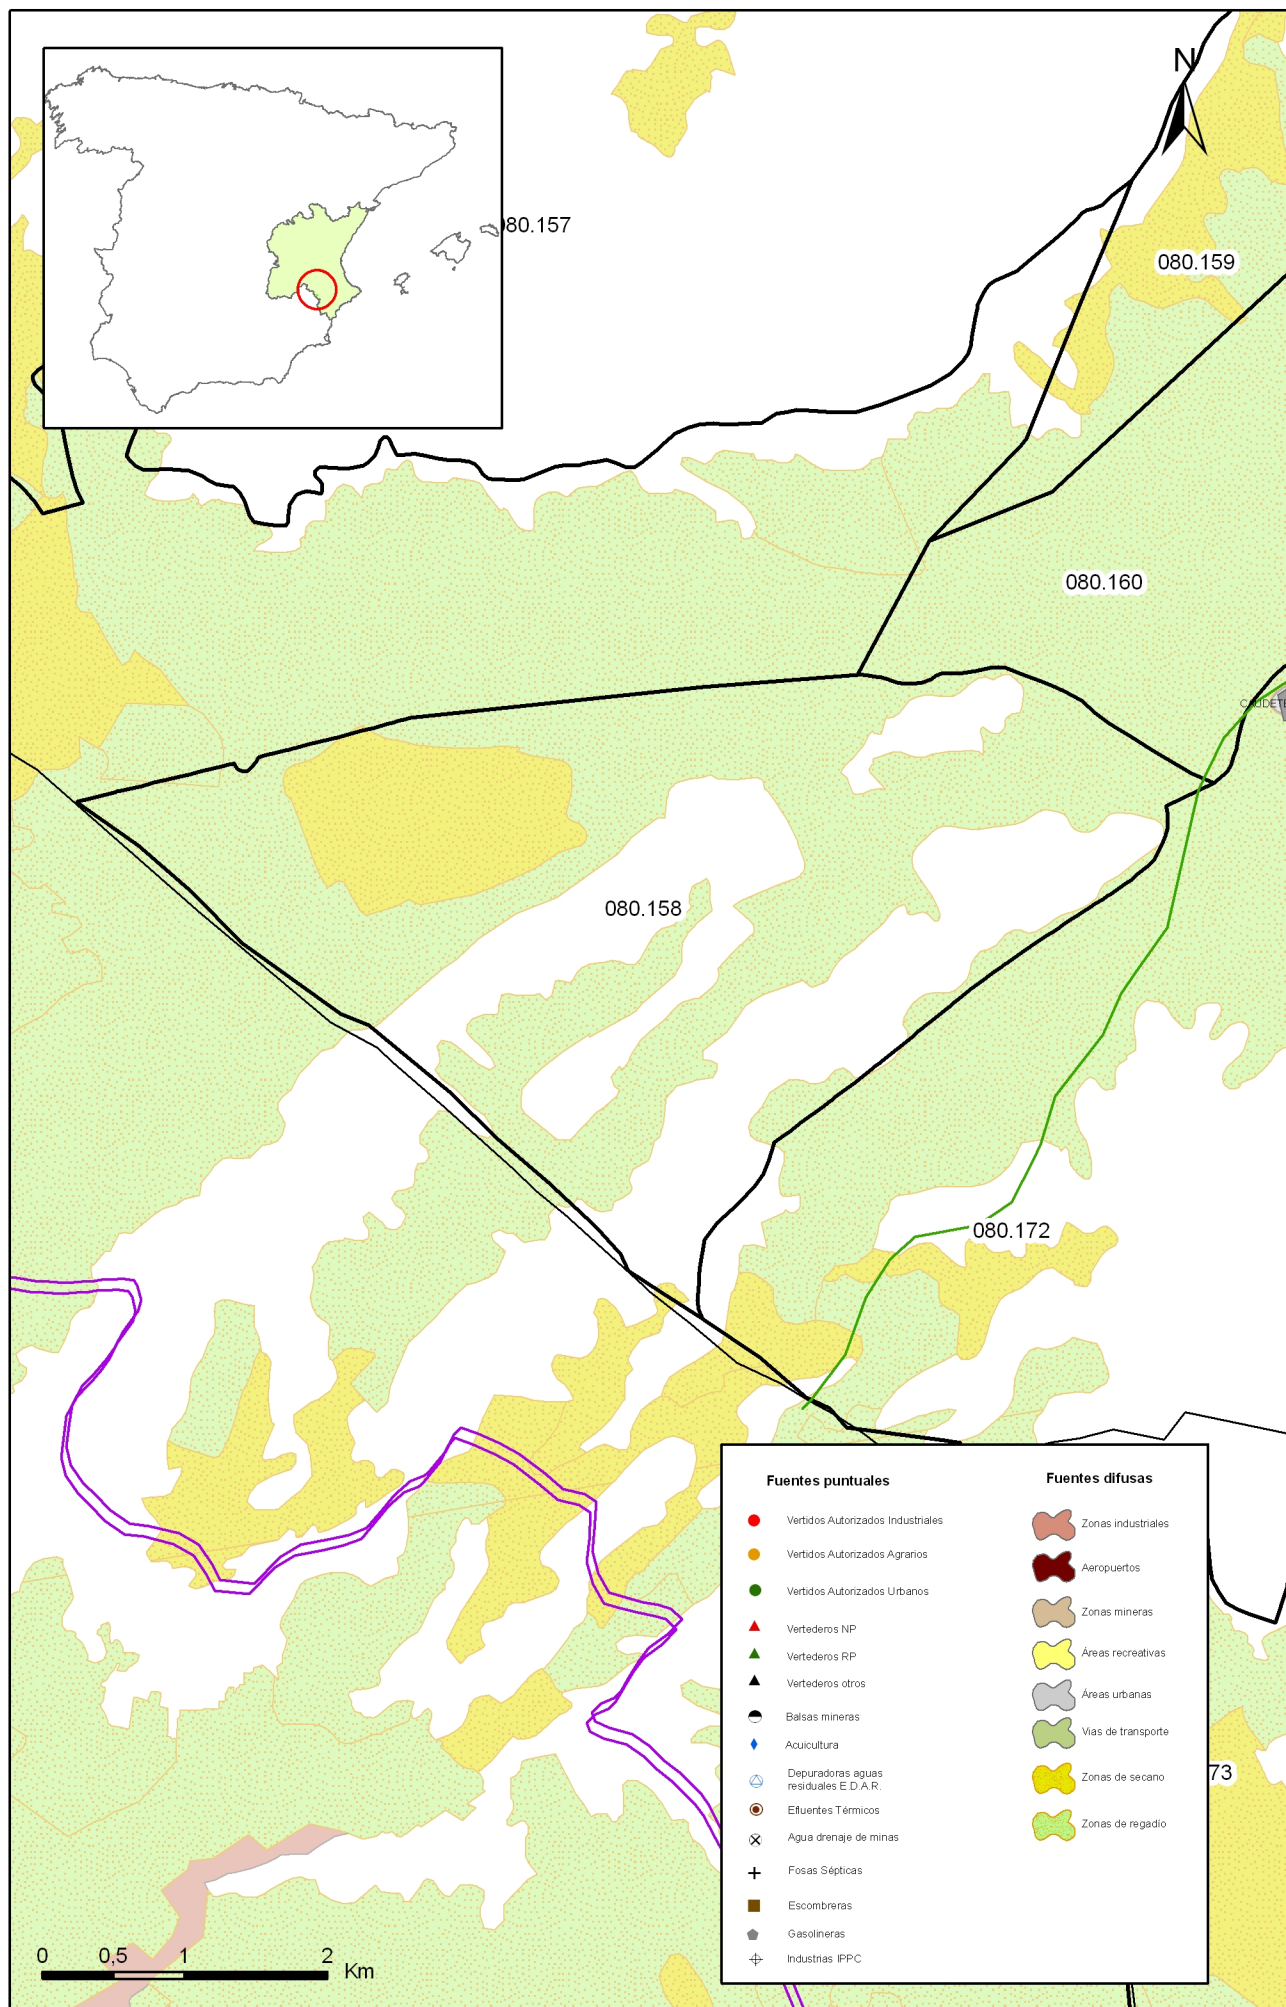 N
080.157
080.159
080.160
080.158
080.172
Fuentes puntuales
Vertidos Autorizados Industriales
Vertidos Autorizados Agrarios
Vertidos Autorizados Urbanos
Vertederos NP
Vertederos RP
Vertederos otros
Balsas mineras
Acuicultura
Depuradoras aguas
residuales E.D.A.R.
Efluentes Térmicos
Agua drenaje de minas
Fosas Sépticas
Escombreras
Gasolineras
Industrias IPPC
Fuentes difusas
Zonas industriales
Aeropuertos
Zonas mineras
Áreas recreativas
Áreas urbanas
Vias de transporte
Zonas de secano
Zonas de regadío
73
0 0,5 1 2
Km